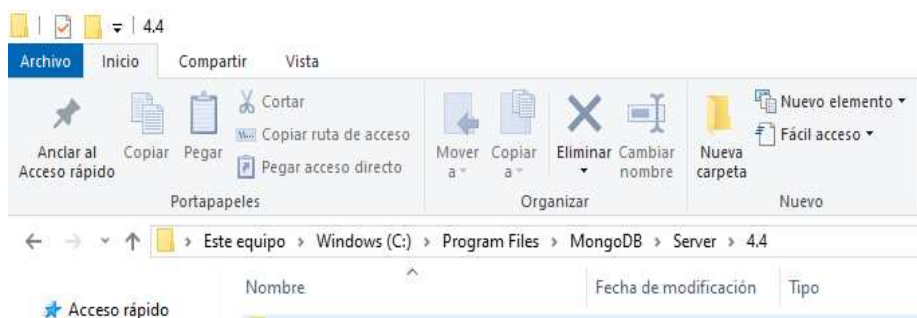 4.4
Archivo Inicio Compartir Vista
Anclar al Acceso rápido
Copiar
Pegar
Cortar
Copiar ruta de acceso
Pegar acceso directo
Portapapeles
Mover a
Copiar a
Eliminar
Cambiar nombre
Organizar
Nueva carpeta
Nuevo elemento
Fácil acceso
Nuevo
Este equipo > Windows (C:) > Program Files > MongoDB > Server > 4.4
Nombre Fecha de modificación Tipo
Acceso rápido